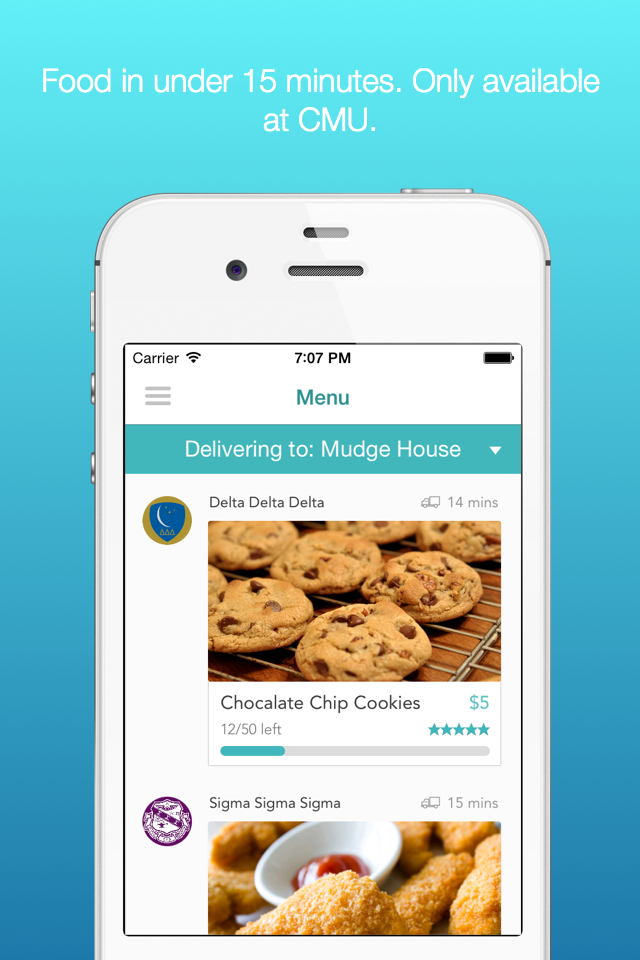 Food in under 15 minutes. Only available
at CMU.
Carrier 7:07 PM
Menu
Delivering to: Mudge House
Delta Delta Delta 14 mins
ΔΔΔ
Chocalate Chip Cookies $5
12/50 left
Sigma Sigma Sigma 15 mins